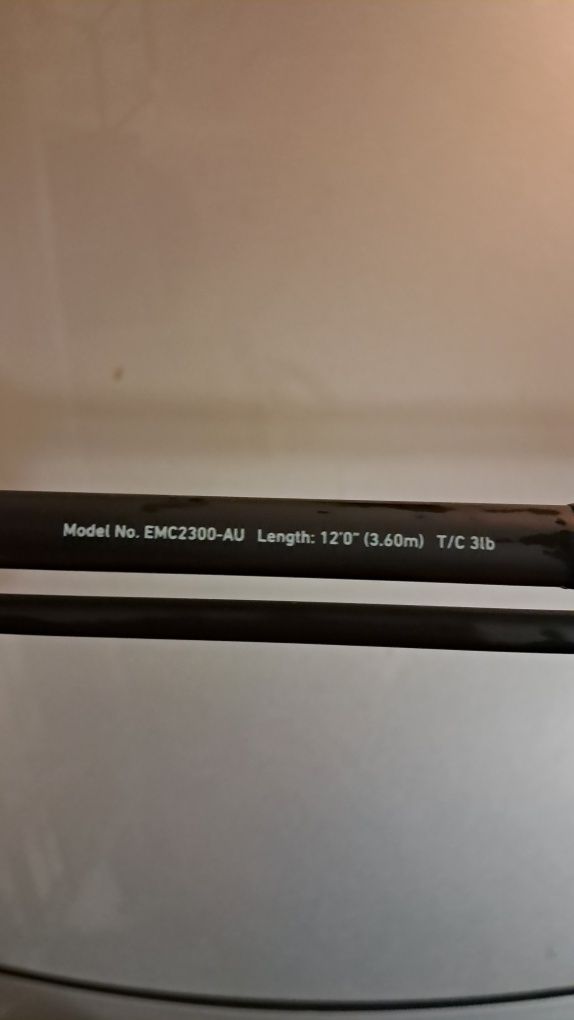 Model No. EMC2300-AU Length: 12'0" (3.60m) T/C 3lb